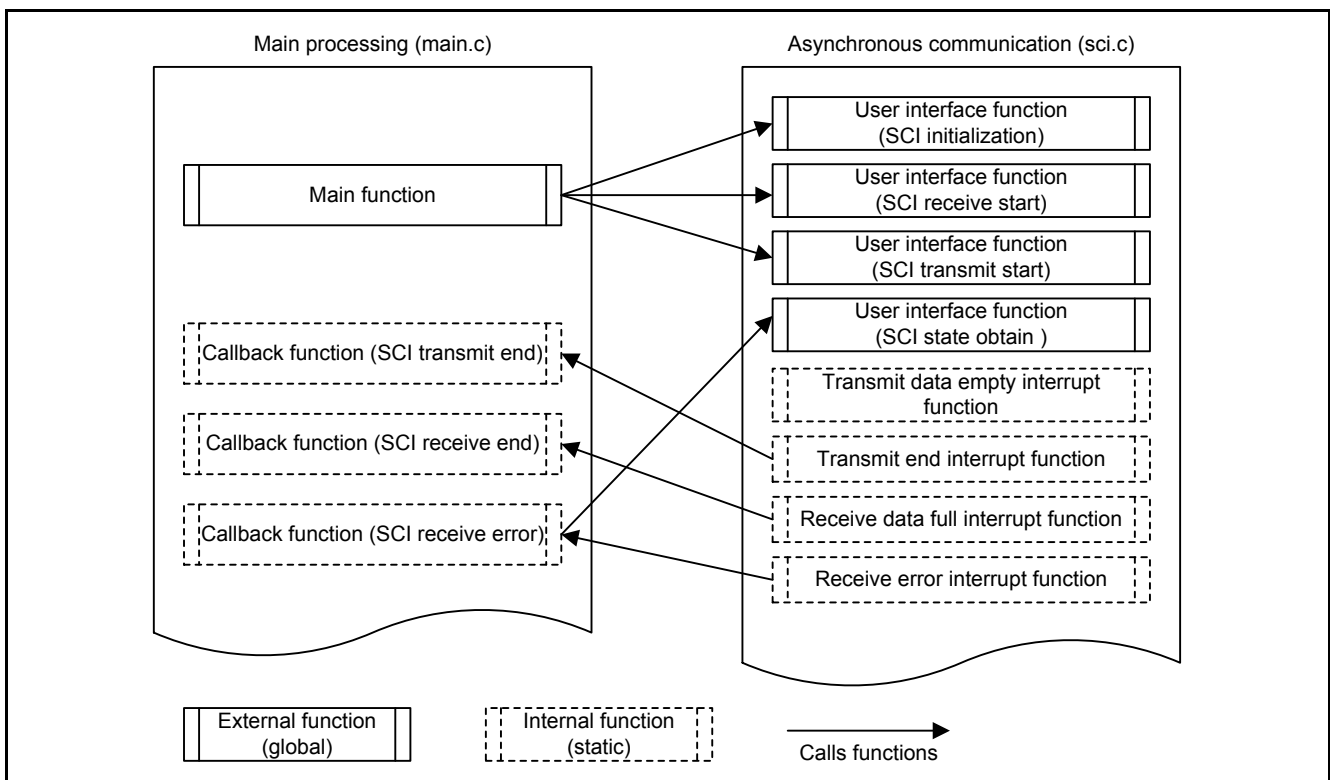 Main processing (main.c)
Asynchronous communication (sci.c)
Main function
Callback function (SCI transmit end)
Callback function (SCI receive end)
Callback function (SCI receive error)
User interface function
(SCI initialization)
User interface function
(SCI receive start)
User interface function
(SCI transmit start)
User interface function
(SCI state obtain )
Transmit data empty interrupt
function
Transmit end interrupt function
Receive data full interrupt function
Receive error interrupt function
External function
(global)
Internal function
(static)
Calls functions